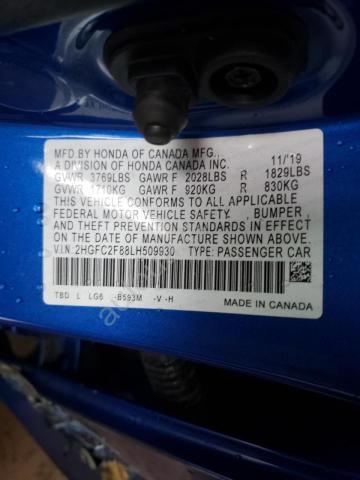 MFD.BY HONDA OF CANADA MFG.,
A DIVISION OF HONDA CANADA INC. 11/19
GVWR 3769LBS GAWR F 2028LBS R 1829LBS
GVWR 1710KG GAWR F 920KG R 830KG
THIS VEHICLE CONFORMS TO ALL APPLICABLE
FEDERAL MOTOR VEHICLE SAFETY , BUMPER ,
AND THEFT PREVENTION STANDARDS IN EFFECT
ON THE DATE OF MANUFACTURE SHOWN ABOVE.
V.I.N: 2HGFC2F88LH509930 TYPE: PASSENGER CAR
TBD L LG6 -B593M -V -H MADE IN CANADA